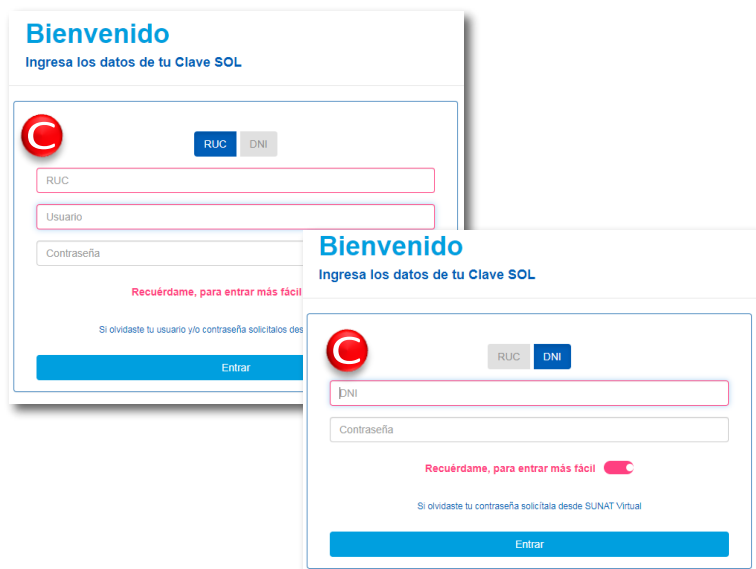 Bienvenido
Ingresa los datos de tu Clave SOL
C
RUC DNI
RUC
Usuario
Contraseña
Recuérdame, para entrar más fácil
Si olvidaste tu usuario y/o contraseña solicítalos des
Entrar
Bienvenido
Ingresa los datos de tu Clave SOL
C
RUC DNI
DNI
Contraseña
Recuérdame, para entrar más fácil
Si olvidaste tu contraseña solicítala desde SUNAT Virtual
Entrar